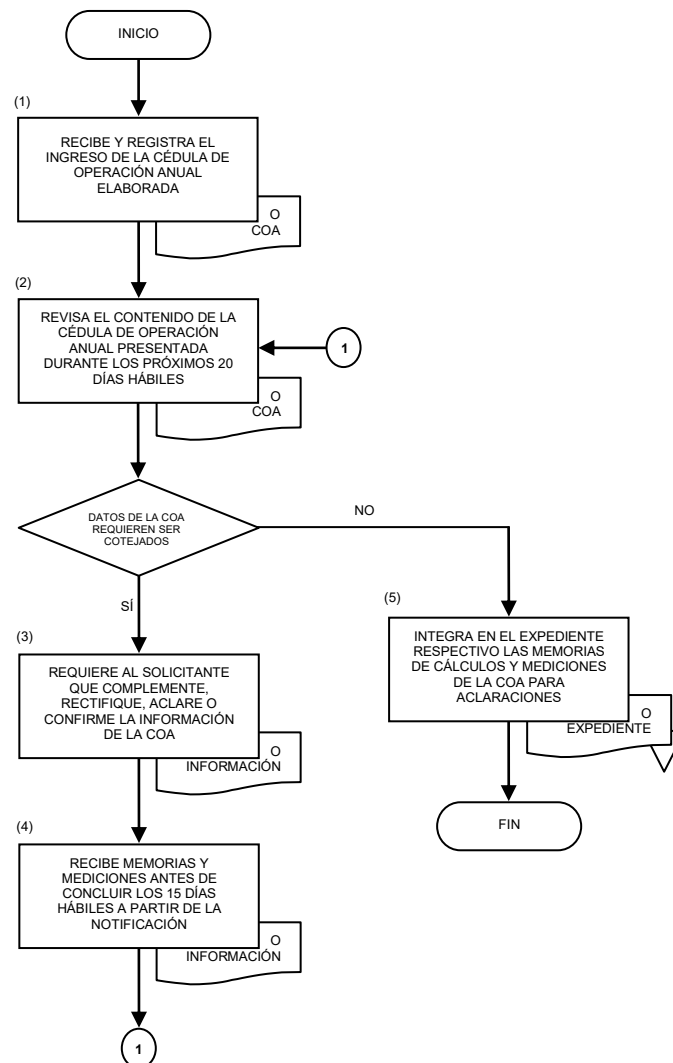 INICIO
(1)
RECIBE Y REGISTRA EL
INGRESO DE LA CÉDULA DE
OPERACIÓN ANUAL
ELABORADA
O
COA
(2)
REVISA EL CONTENIDO DE LA
CÉDULA DE OPERACIÓN
ANUAL PRESENTADA
DURANTE LOS PRÓXIMOS 20
DÍAS HÁBILES
1
O
COA
DATOS DE LA COA
REQUIEREN SER
COTEJADOS
NO
SÍ
(3)
REQUIERE AL SOLICITANTE
QUE COMPLEMENTE,
RECTIFIQUE, ACLARE O
CONFIRME LA INFORMACIÓN
DE LA COA
O
INFORMACIÓN
(4)
RECIBE MEMORIAS Y
MEDICIONES ANTES DE
CONCLUIR LOS 15 DÍAS
HÁBILES A PARTIR DE LA
NOTIFICACIÓN
O
INFORMACIÓN
1
(5)
INTEGRA EN EL EXPEDIENTE
RESPECTIVO LAS MEMORIAS
DE CÁLCULOS Y MEDICIONES
DE LA COA PARA
ACLARACIONES
O
EXPEDIENTE
FIN